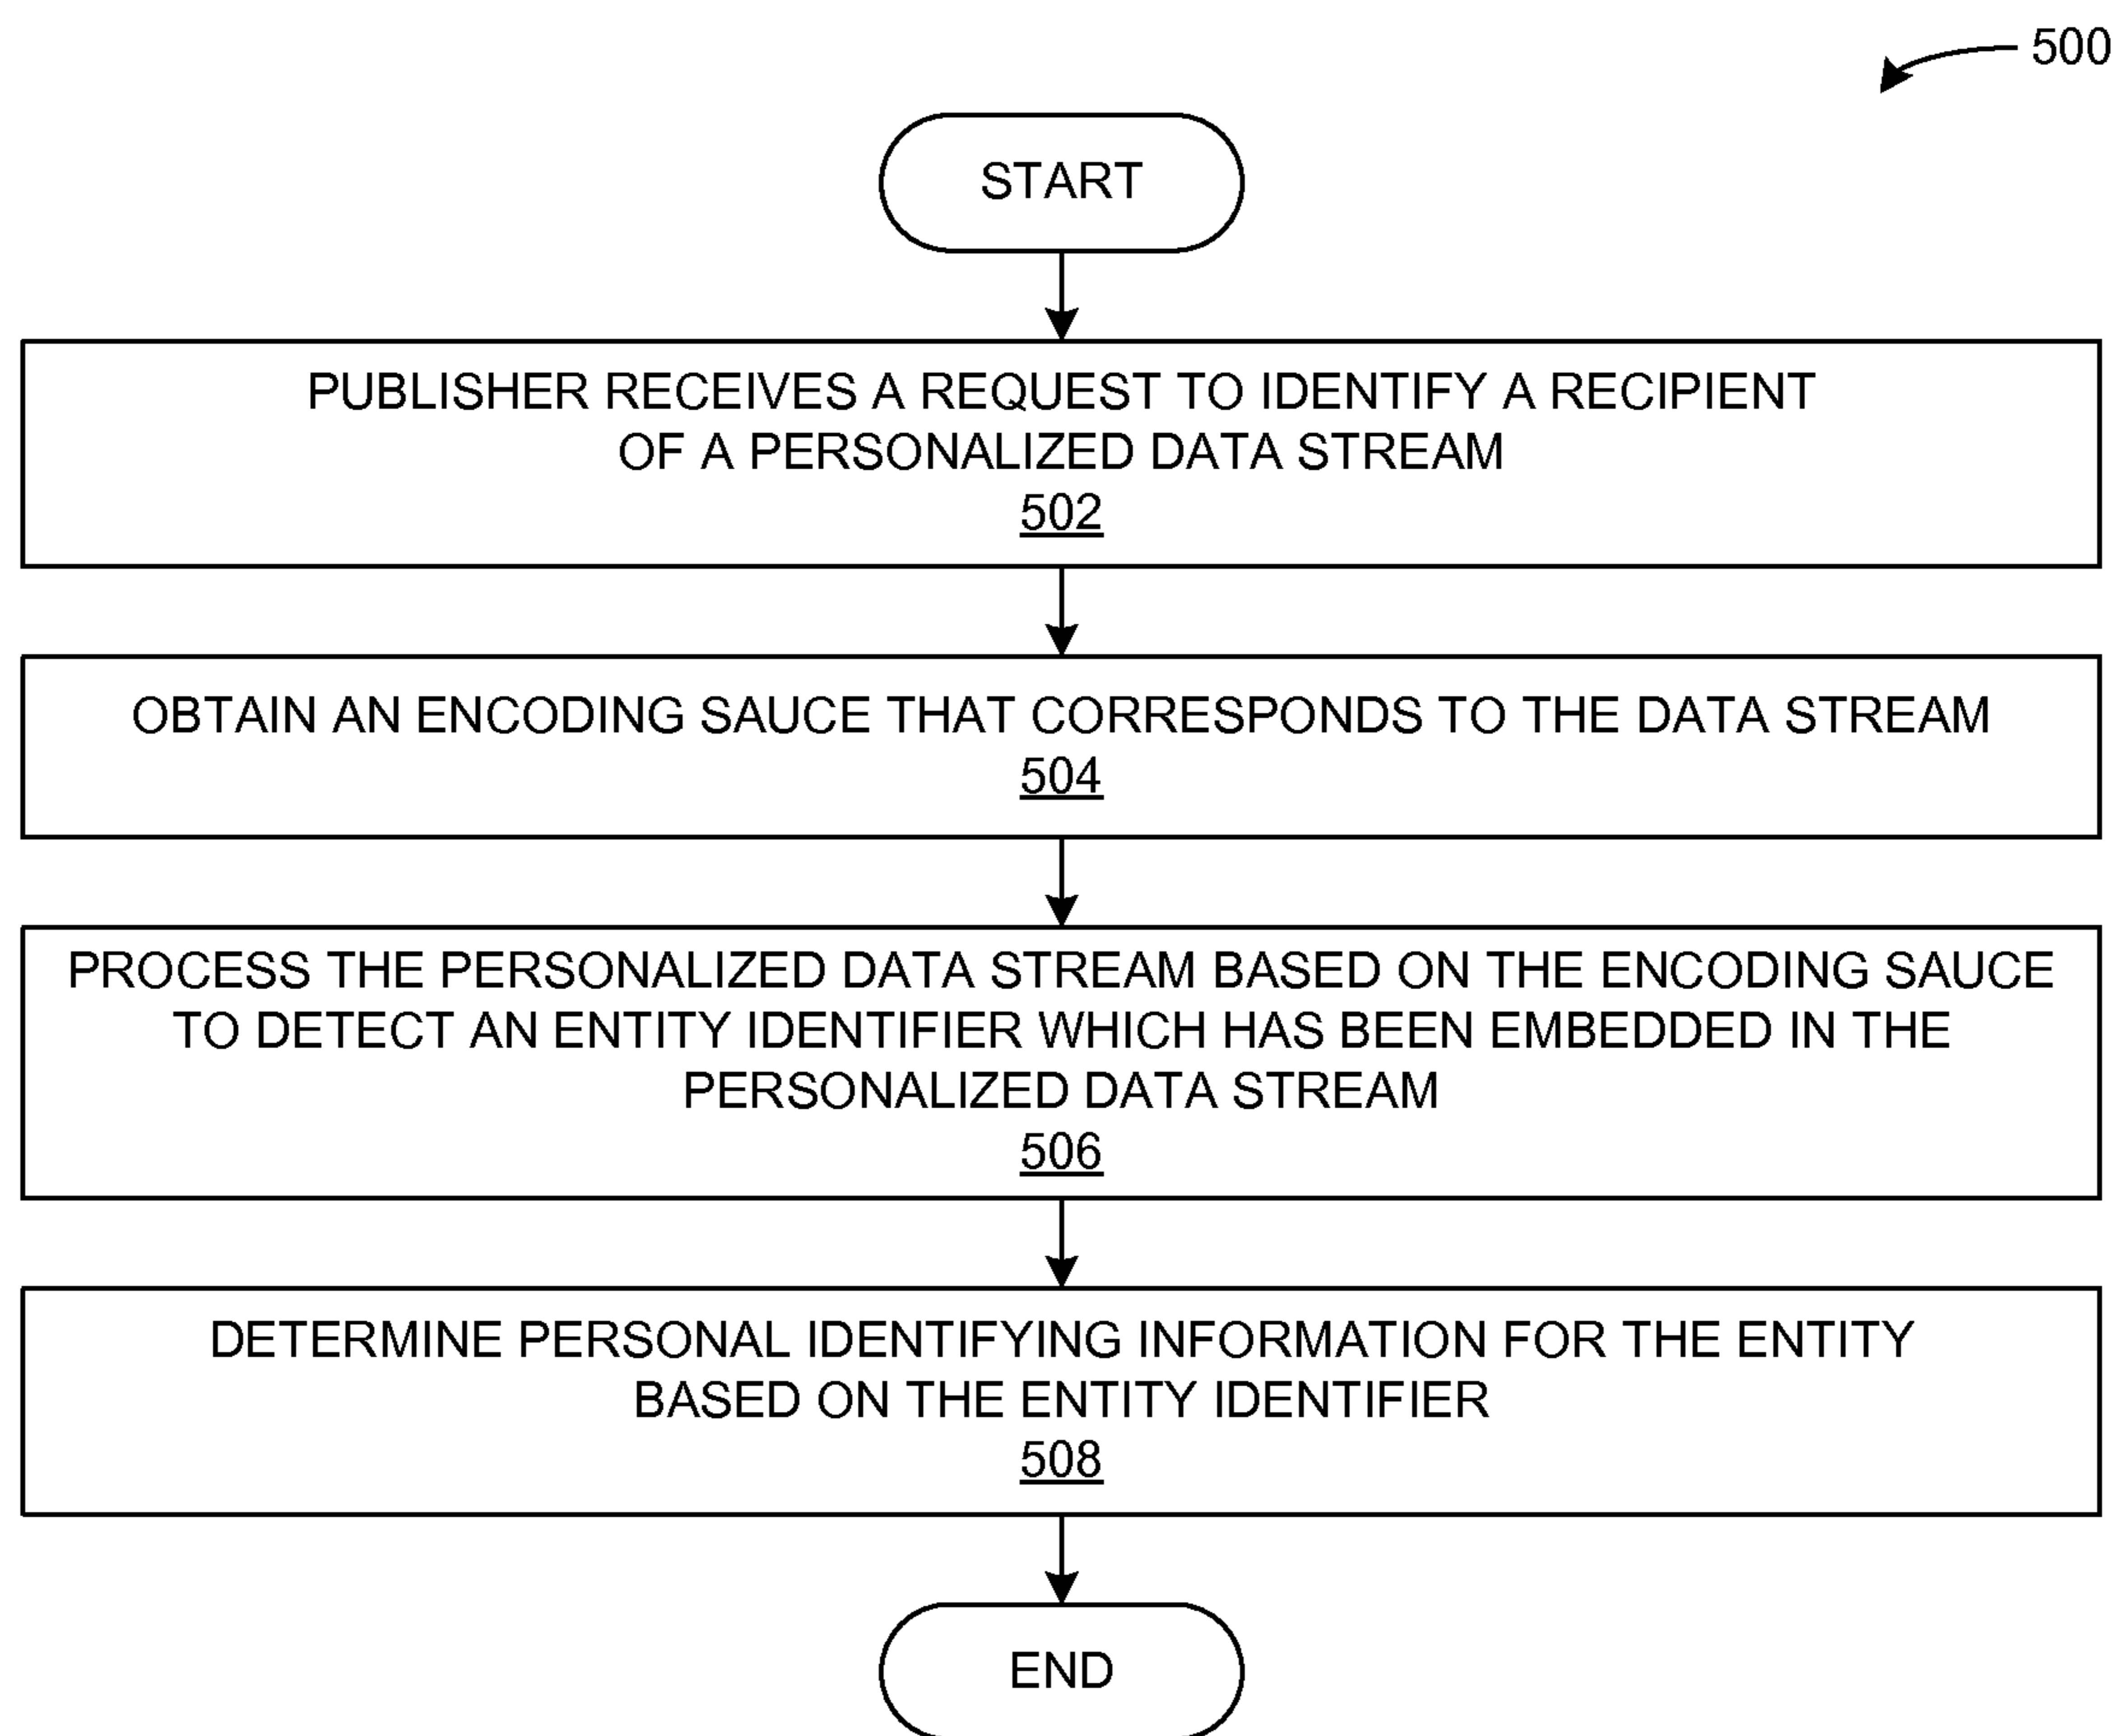 500
START
PUBLISHER RECEIVES A REQUEST TO IDENTIFY A RECIPIENT
OF A PERSONALIZED DATA STREAM
502
OBTAIN AN ENCODING SAUCE THAT CORRESPONDS TO THE DATA STREAM
504
PROCESS THE PERSONALIZED DATA STREAM BASED ON THE ENCODING SAUCE
TO DETECT AN ENTITY IDENTIFIER WHICH HAS BEEN EMBEDDED IN THE
PERSONALIZED DATA STREAM
506
DETERMINE PERSONAL IDENTIFYING INFORMATION FOR THE ENTITY
BASED ON THE ENTITY IDENTIFIER
508
END